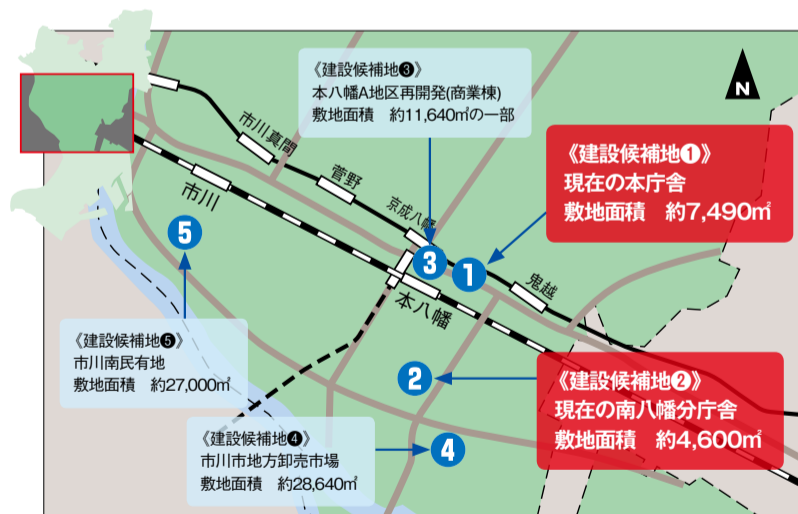 《建設候補地❸》
本八幡A地区再開発(商業棟)
敷地面積 約11,640㎡の一部
N
《建設候補地❶》
現在の本庁舎
敷地面積 約7,490㎡
市川真間
菅野
京成八幡
鬼越
市川
本八幡
5
3
1
2
4
《建設候補地❺》
市川南民有地
敷地面積 約27,000㎡
《建設候補地❷》
現在の南八幡分庁舎
敷地面積 約4,600㎡
《建設候補地❹》
市川市地方卸売市場
敷地面積 約28,640㎡